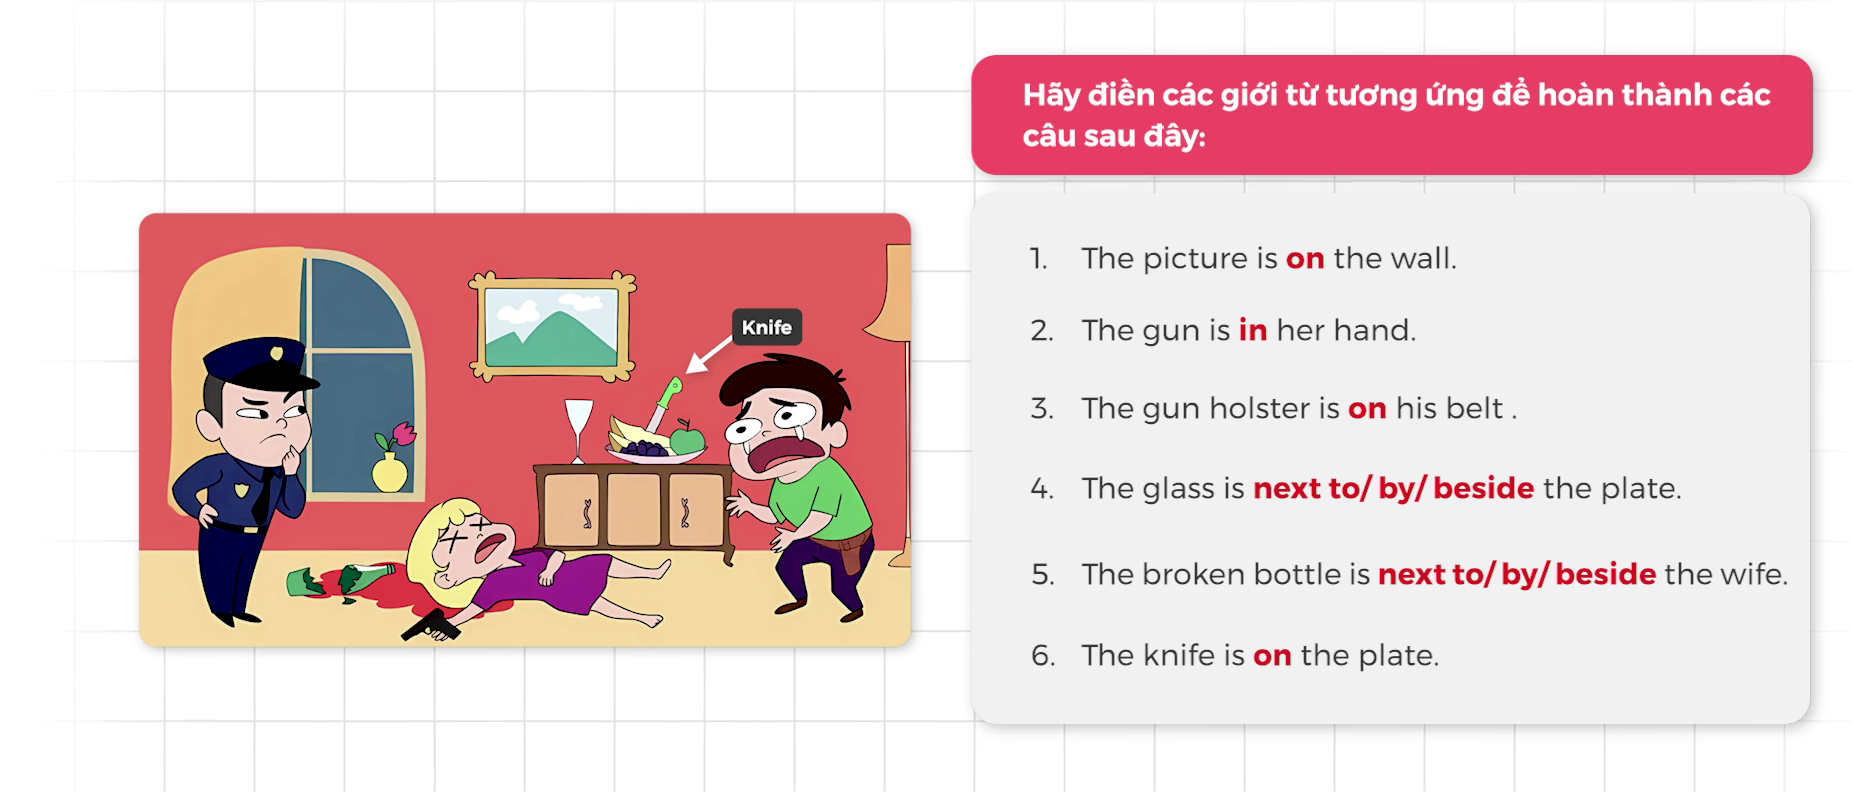 Hãy điền các giới từ tương ứng để hoàn thành các
câu sau đây:
Knife
1. The picture is on the wall.
2. The gun is in her hand.
3. The gun holster is on his belt .
4. The glass is next to/ by/ beside the plate.
5. The broken bottle is next to/ by/ beside the wife.
6. The knife is on the plate.